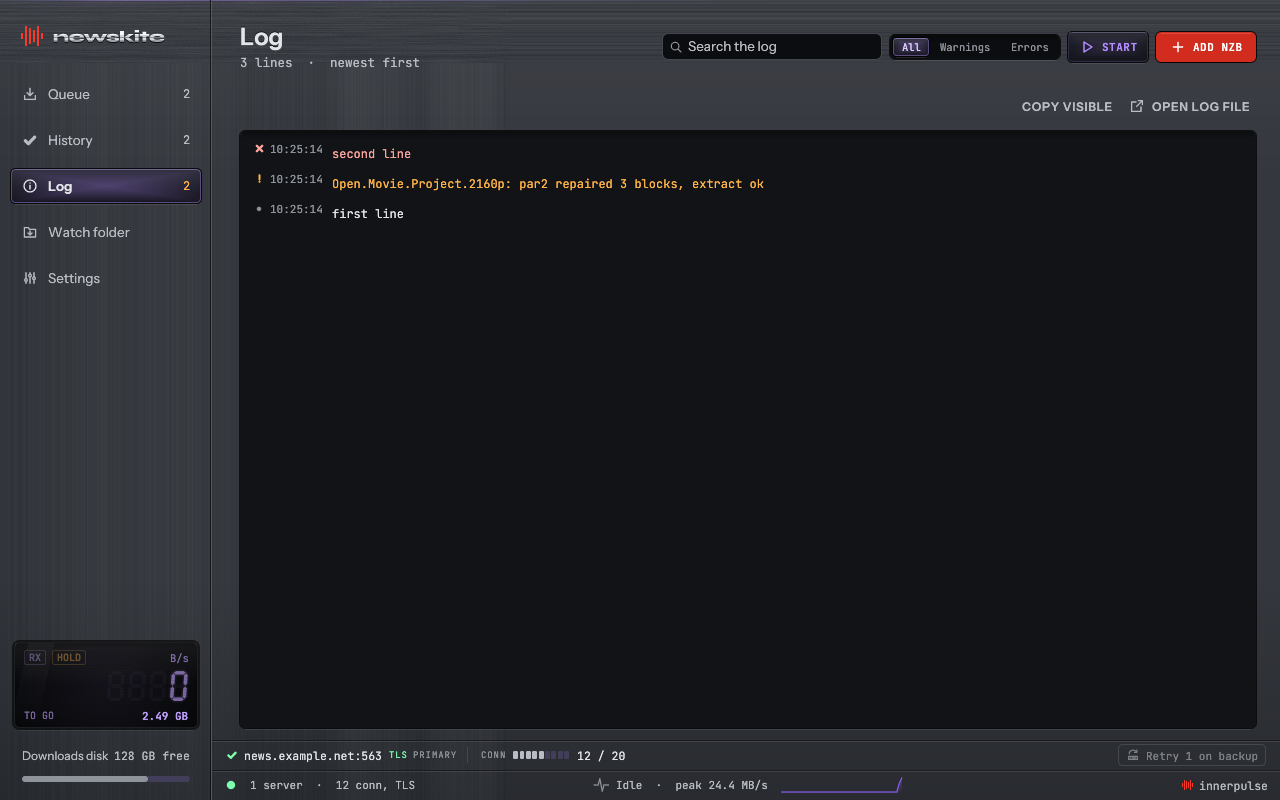 newskite
Queue 2
History 2
Log 2
Watch folder
Settings
RX HOLD B/s
0
TO GO 2.49 GB
Downloads disk 128 GB free
Log
3 lines · newest first
Search the log
All Warnings Errors
START
ADD NZB
COPY VISIBLE OPEN LOG FILE
10:25:14 second line
10:25:14 Open.Movie.Project.2160p: par2 repaired 3 blocks, extract ok
10:25:14 first line
news.example.net:563 TLS PRIMARY CONN 12 / 20 Retry 1 on backup
1 server · 12 conn, TLS Idle · peak 24.4 MB/s innerpulse